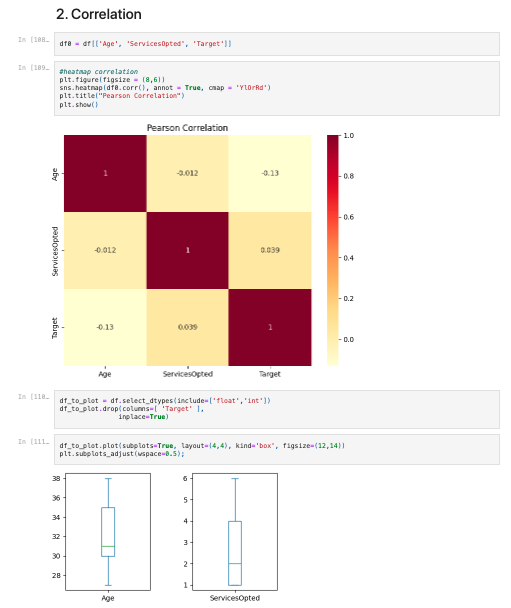 2. Correlation
In [108…
df0 = df[['Age', 'ServicesOpted', 'Target']]
In [109…
#heatmap correlation
plt.figure(figsize = (8,6))
sns.heatmap(df0.corr(), annot = True, cmap = 'YlOrRd')
plt.title("Pearson Correlation")
plt.show()
Pearson Correlation
1.0
Age
1
-0.012
-0.13
0.8
0.6
ServicesOpted
-0.012
1
0.039
0.4
0.2
Target
-0.13
0.039
1
0.0
Age
ServicesOpted
Target
In [110…
df_to_plot = df.select_dtypes(include=['float','int'])
df_to_plot.drop(columns=[ 'Target' ],
inplace=True)
In [111…
df_to_plot.plot(subplots=True, layout=(4,4), kind='box', figsize=(12,14))
plt.subplots_adjust(wspace=0.5);
38
36
34
32
30
28
Age
6
5
4
3
2
1
ServicesOpted